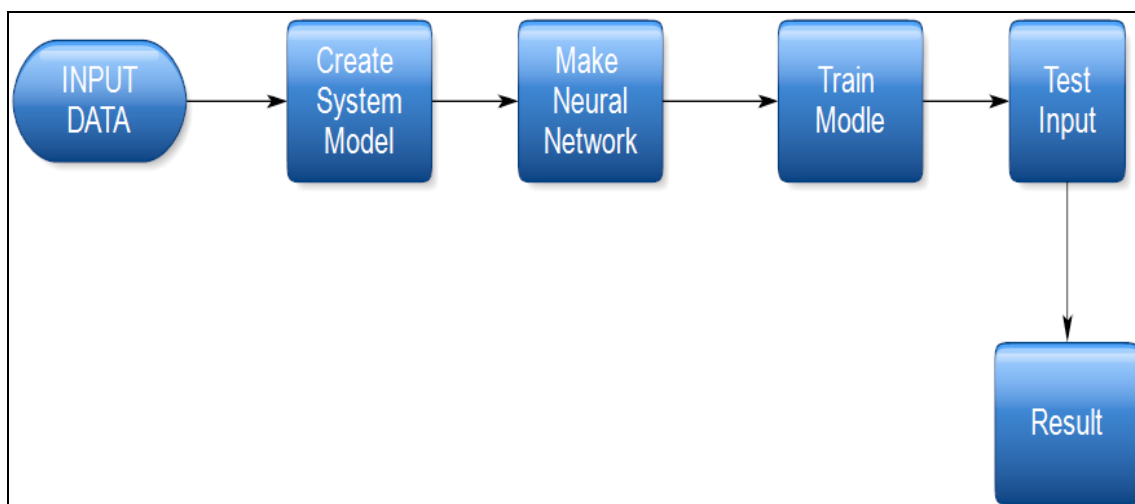 INPUT
DATA
Create
System
Model
Make
Neural
Network
Train
Modle
Test
Input
Result